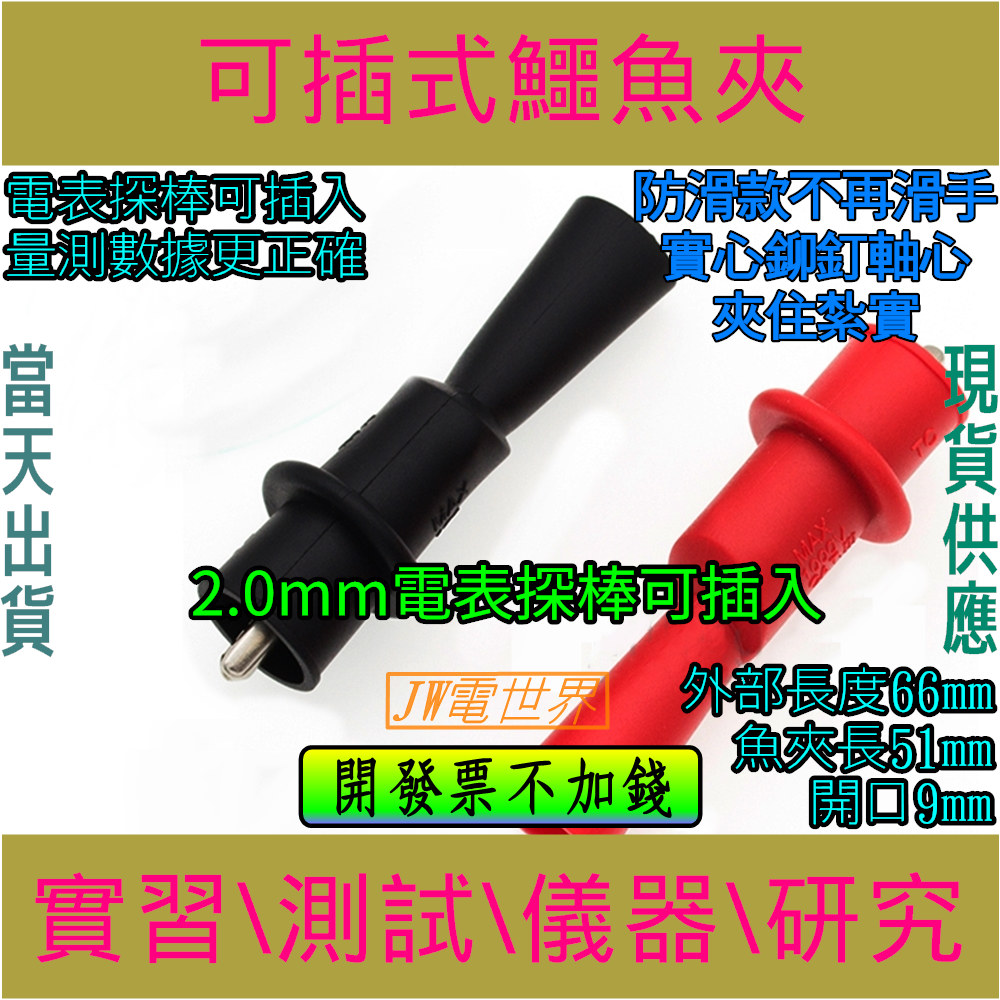 可插式鱷魚夾
電表探棒可插入
量測數據更正確
防滑款不再滑手
實心鉚釘軸心
夾住紮實
當天出貨
現貨供應
MAX
TO
MAX
2.0mm電表探棒可插入
JW電世界
外部長度66mm
魚夾長51mm
開口9mm
開發票不加錢
實習\測試\儀器\研究